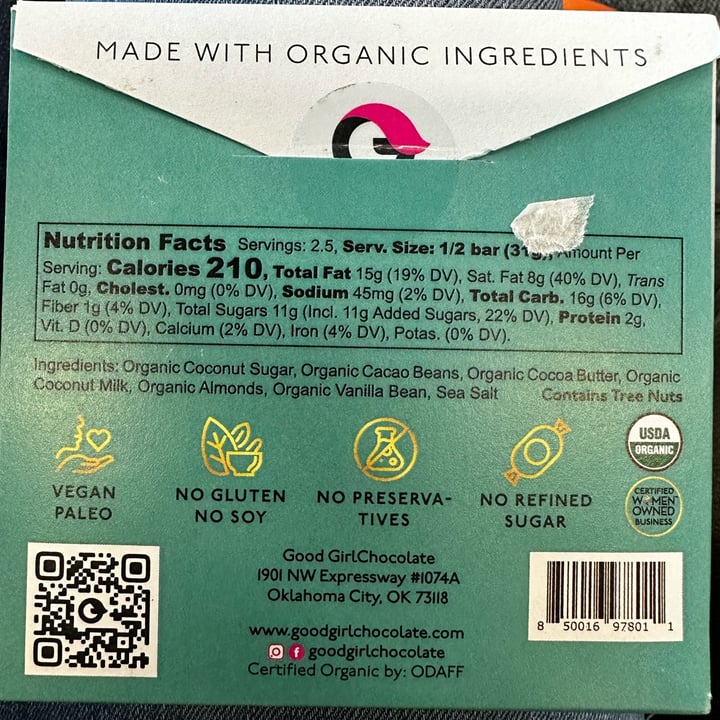 MADE WITH ORGANIC INGREDIENTS
G
Nutrition Facts Servings: 2.5, Serv. Size: 1/2 bar (31g), Amount Per
Serving: Calories 210, Total Fat 15g (19% DV), Sat. Fat 8g (40% DV), Trans
Fat 0g, Cholest. 0mg (0% DV), Sodium 45mg (2% DV), Total Carb. 16g (6% DV),
Fiber 1g (4% DV), Total Sugars 11g (Incl. 11g Added Sugars, 22% DV), Protein 2g,
Vit. D (0% DV), Calcium (2% DV), Iron (4% DV), Potas. (0% DV).
Ingredients: Organic Coconut Sugar, Organic Cacao Beans, Organic Cocoa Butter, Organic
Coconut Milk, Organic Almonds, Organic Vanilla Bean, Sea Salt
Contains Tree Nuts
VEGAN
PALEO
NO GLUTEN
NO SOY
NO PRESERVA-
TIVES
NO REFINED
SUGAR
USDA
ORGANIC
CERTIFIED
WOMEN
OWNED
BUSINESS
Good GirlChocolate
1901 NW Expressway #1074A
Oklahoma City, OK 73118
www.goodgirlchocolate.com
goodgirlchocolate
Certified Organic by: ODAFF
8 50016 97801 1